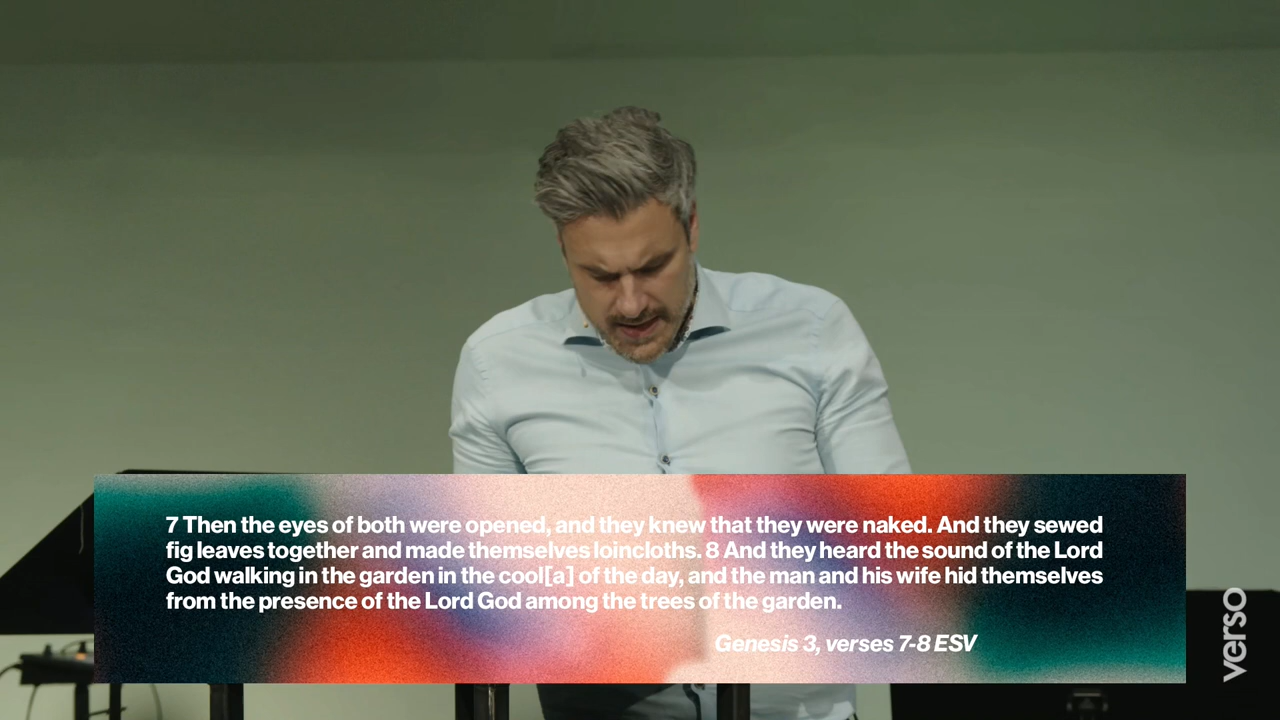 7 Then the eyes of both were opened, and they knew that they were naked. And they sewed
fig leaves together and made themselves loincloths. 8 And they heard the sound of the Lord
God walking in the garden in the cool[a] of the day, and the man and his wife hid themselves
from the presence of the Lord God among the trees of the garden.
Genesis 3, verses 7-8 ESV
verso